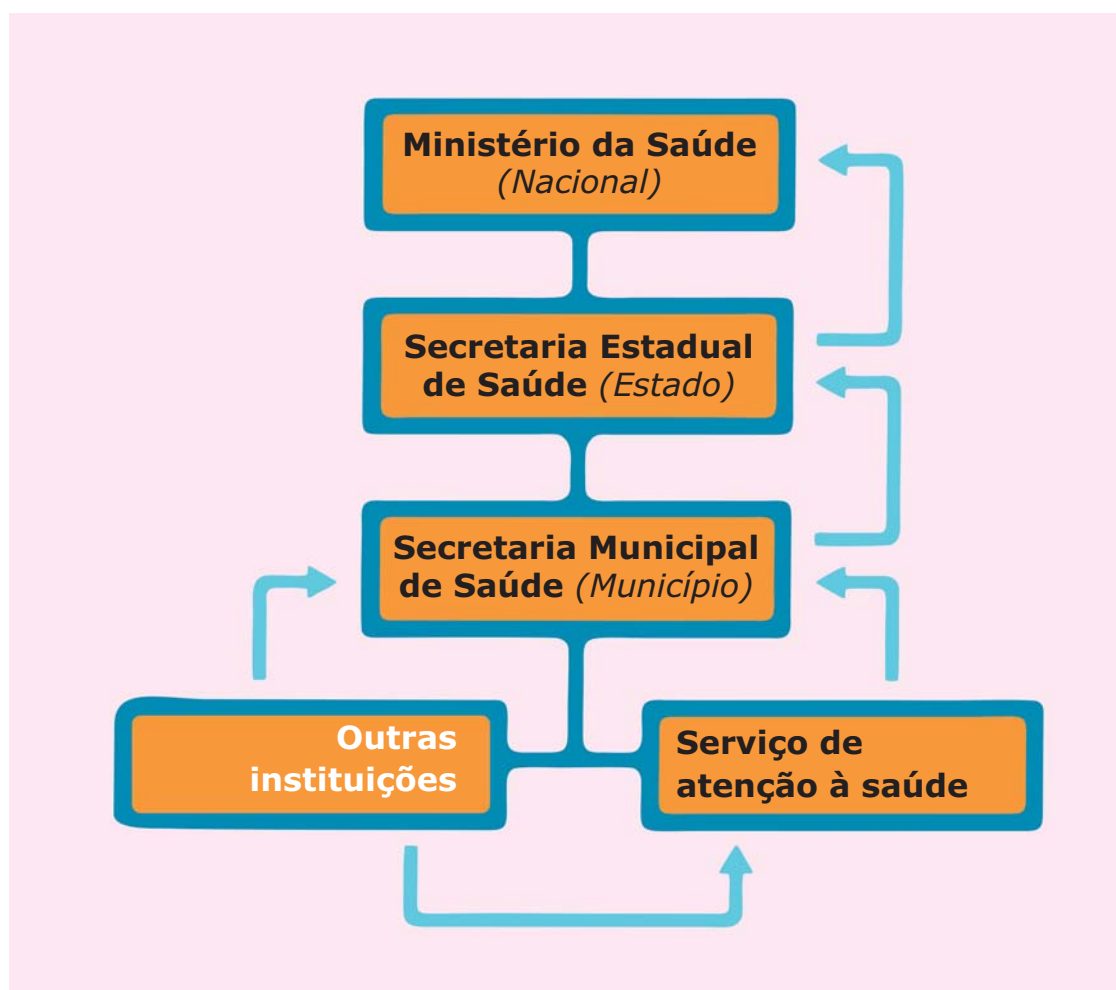 Ministério da Saúde
(Nacional)
Secretaria Estadual
de Saúde (Estado)
Secretaria Municipal
de Saúde (Município)
Outras
instituições
Serviço de
atenção à saúde